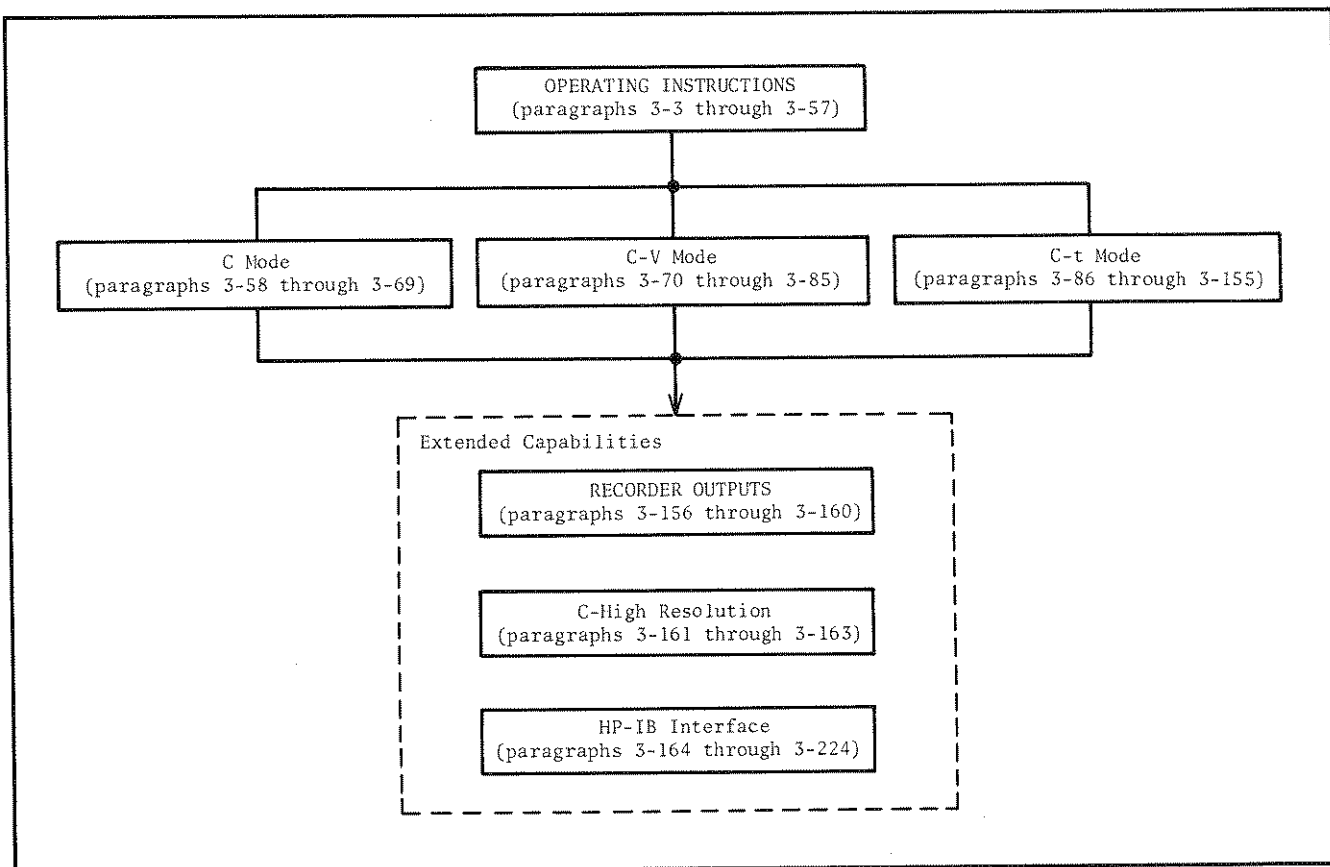 OPERATING INSTRUCTIONS
(paragraphs 3-3 through 3-57)
C Mode
(paragraphs 3-58 through 3-69)
C-V Mode
(paragraphs 3-70 through 3-85)
C-t Mode
(paragraphs 3-86 through 3-155)
Extended Capabilities
RECORDER OUTPUTS
(paragraphs 3-156 through 3-160)
C-High Resolution
(paragraphs 3-161 through 3-163)
HP-IB Interface
(paragraphs 3-164 through 3-224)